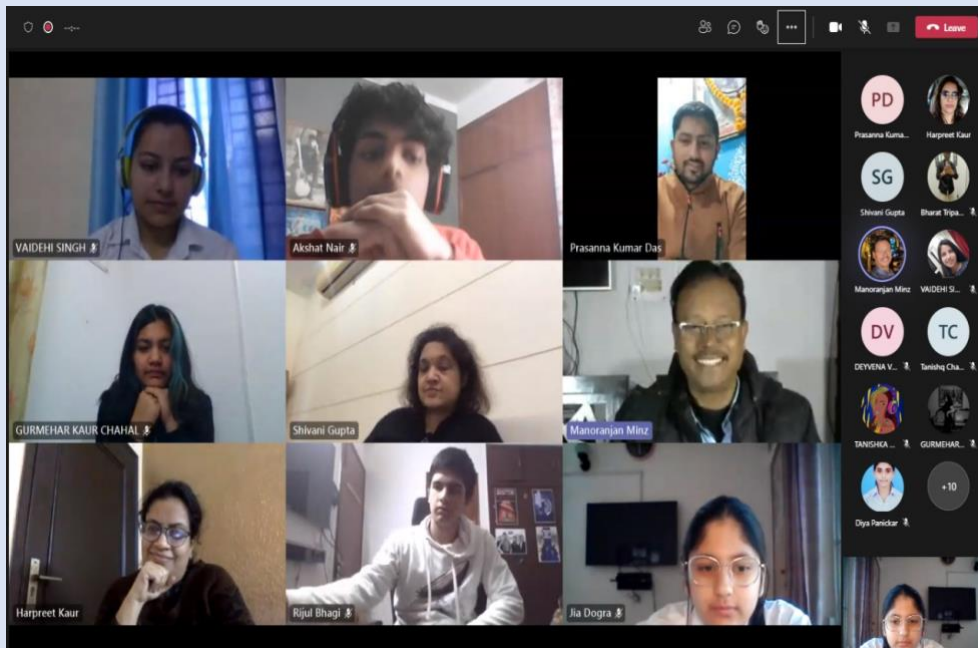 Leave
VAIDEHI SINGH
Akshat Nair
Prasanna Kumar Das
GURMEHAR KAUR CHAHAL
Shivani Gupta
Manoranjan Minz
Harpreet Kaur
Rijul Bhagi
Jia Dogra
PD
Prasanna Kuma...
Harpreet Kaur
SG
Shivani Gupta
Bharat Tripa...
Manoranjan Minz
VAIDEHI SI...
DV
TC
DEYVENA V...
Tanishq Cha...
TANISHKA ...
GURMEHAR...
+10
Diya Panickar